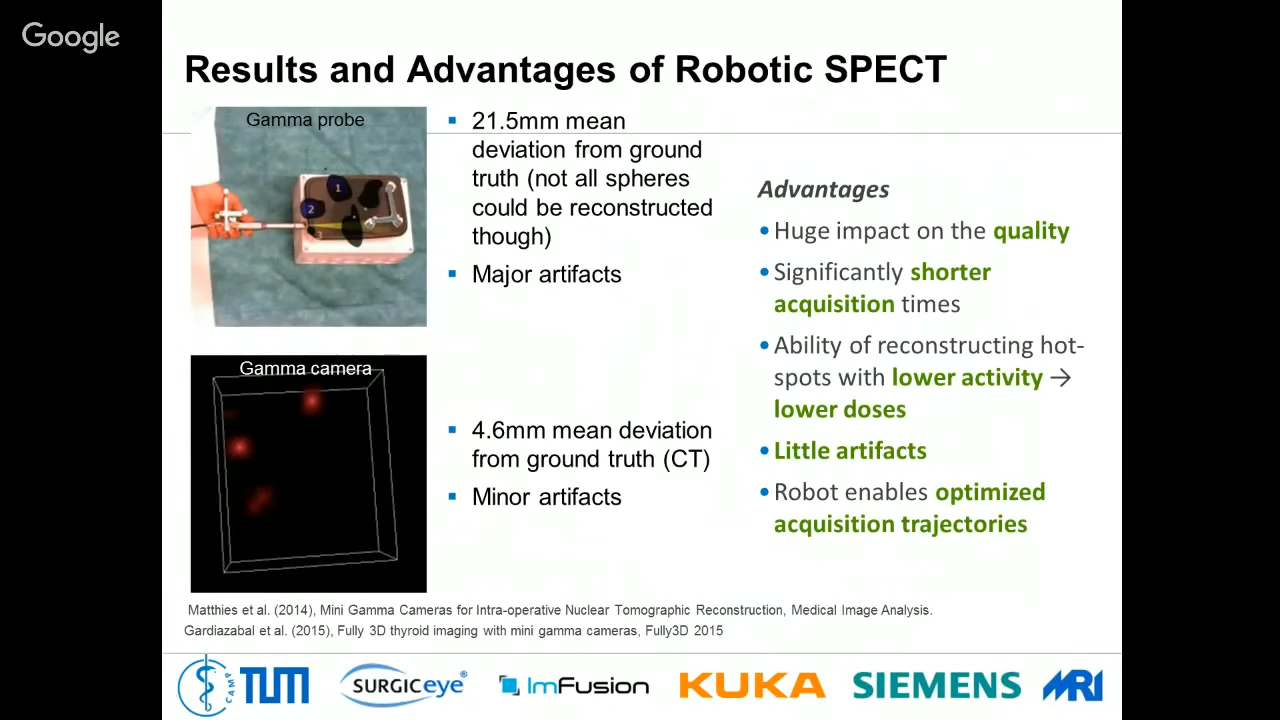 Google
Results and Advantages of Robotic SPECT
Gamma probe
1
2
3
▪ 21.5mm mean
deviation from ground
truth (not all spheres
could be reconstructed
though)
▪ Major artifacts
Gamma camera
▪ 4.6mm mean deviation
from ground truth (CT)
▪ Minor artifacts
Advantages
•Huge impact on the quality
•Significantly shorter
acquisition times
•Ability of reconstructing hot-
spots with lower activity →
lower doses
•Little artifacts
•Robot enables optimized
acquisition trajectories
Matthies et al. (2014), Mini Gamma Cameras for Intra-operative Nuclear Tomographic Reconstruction, Medical Image Analysis.
Gardiazabal et al. (2015), Fully 3D thyroid imaging with mini gamma cameras, Fully3D 2015
CAMP TUM SURGICeye ImFusion KUKA SIEMENS MRI